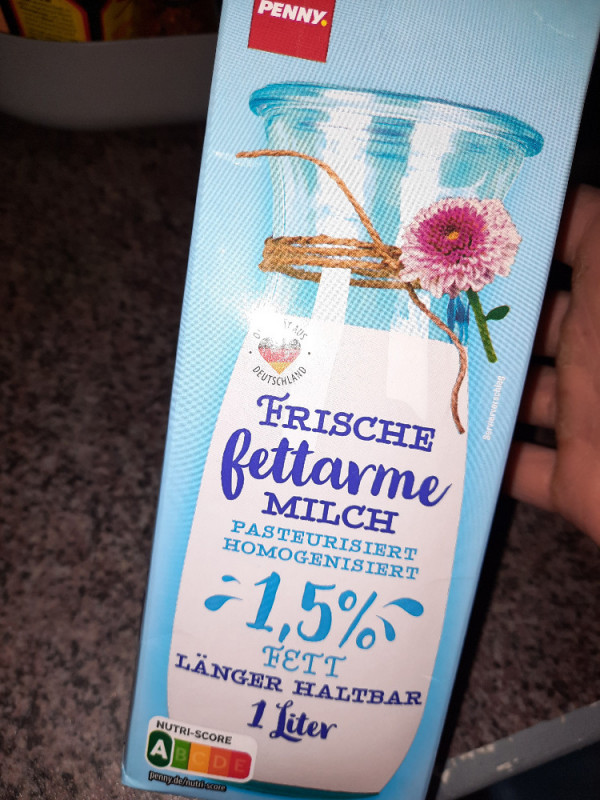 PENNY.
AUS
DEUTSCHLAND
FRISCHE
fettarme
MILCH
PASTEURISIERT
HOMOGENISIERT
1,5%
FETT
LÄNGER HALTBAR
1 Liter
NUTRI-SCORE
A B C D E
penny.de/nutri-score